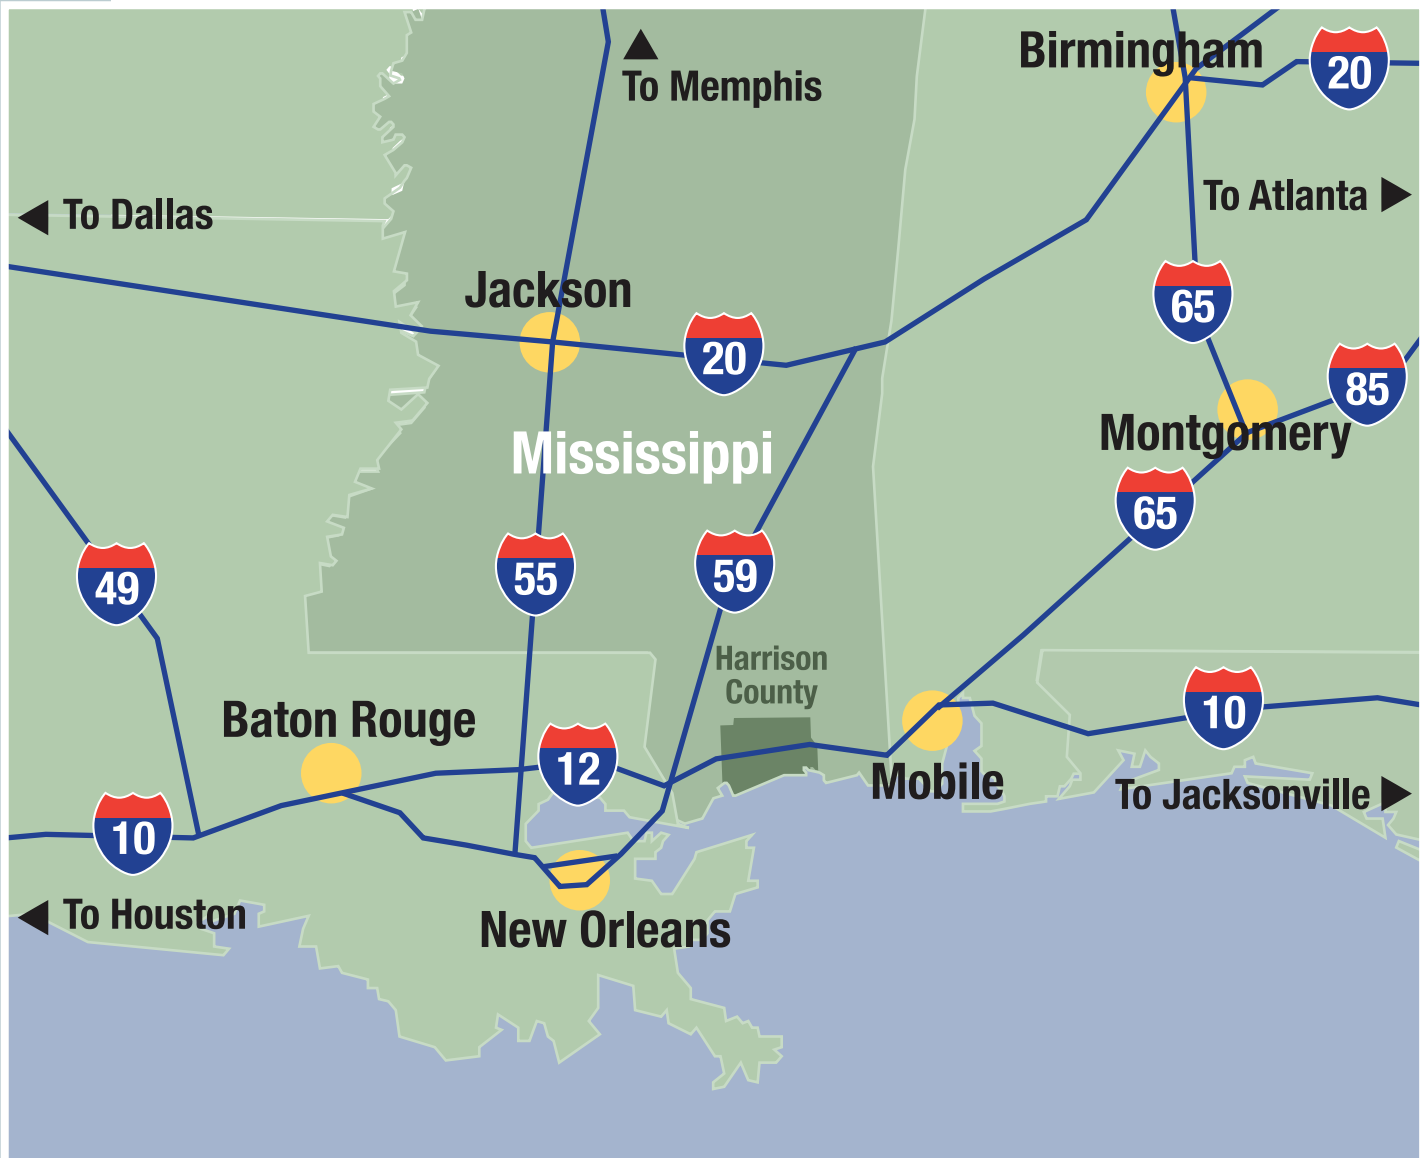 Birmingham
20
To Memphis
To Atlanta
To Dallas
65
Jackson
20
85
Montgomery
Mississippi
65
49
55
59
Harrison
County
10
Baton Rouge
12
Mobile
To Jacksonville
10
To Houston
New Orleans